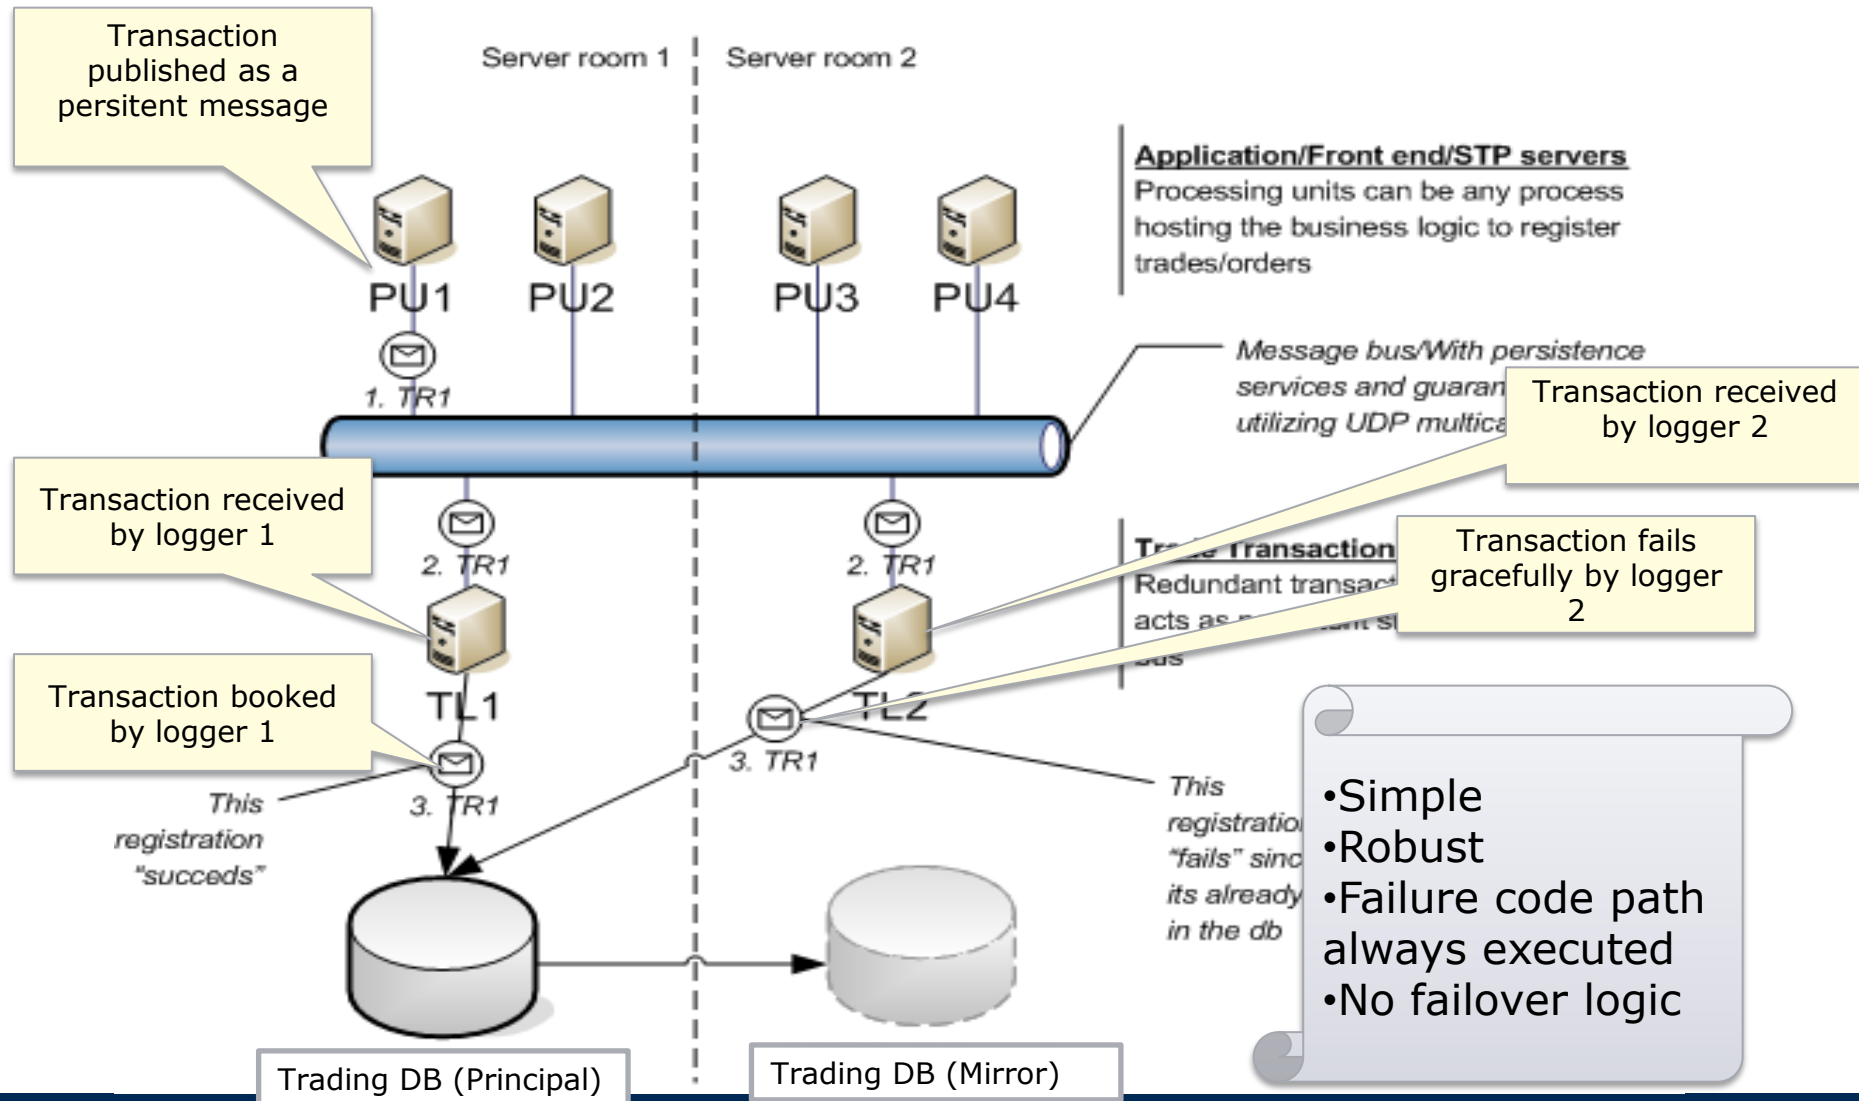 Transaction
published as a
persitent message
Server room 1
Server room 2
Application/Front end/STP servers
Processing units can be any process
hosting the business logic to register
trades/orders
PU1
PU2
PU3
PU4
1. TR1
Message bus/With persistence
services and
utilizing UDP
Transaction received
by logger 2
Transaction received
by logger 1
2. TR1
2. TR1
Trade Transaction
Redundant
acts as
bus
Transaction fails
gracefully by logger
2
Transaction booked
by logger 1
TL1
TL2
3. TR1
3. TR1
This
registration
"succeds"
This
"fails"
its already
in the db
•Simple
•Robust
•Failure code path
always executed
•No failover logic
Trading DB (Principal)
Trading DB (Mirror)